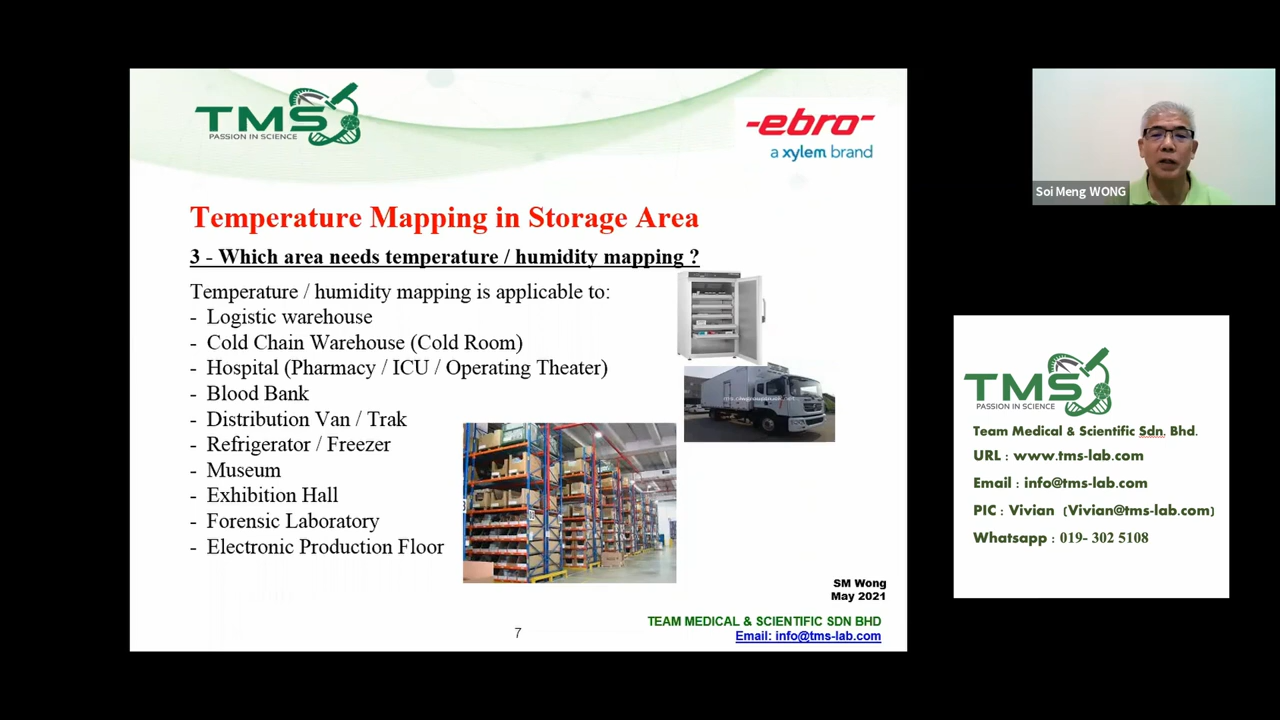 TMS
PASSION IN SCIENCE
-ebro-
a xylem brand
Temperature Mapping in Storage Area
3 - Which area needs temperature / humidity mapping ?
Temperature / humidity mapping is applicable to:
- Logistic warehouse
- Cold Chain Warehouse (Cold Room)
- Hospital (Pharmacy / ICU / Operating Theater)
- Blood Bank
- Distribution Van / Trak
- Refrigerator / Freezer
- Museum
- Exhibition Hall
- Forensic Laboratory
- Electronic Production Floor
SM Wong
May 2021
7
TEAM MEDICAL & SCIENTIFIC SDN BHD
Email: info@tms-lab.com
Soi Meng WONG
TMS
PASSION IN SCIENCE
Team Medical & Scientific Sdn. Bhd.
URL : www.tms-lab.com
Email : info@tms-lab.com
PIC : Vivian (Vivian@tms-lab.com)
Whatsapp : 019- 302 5108